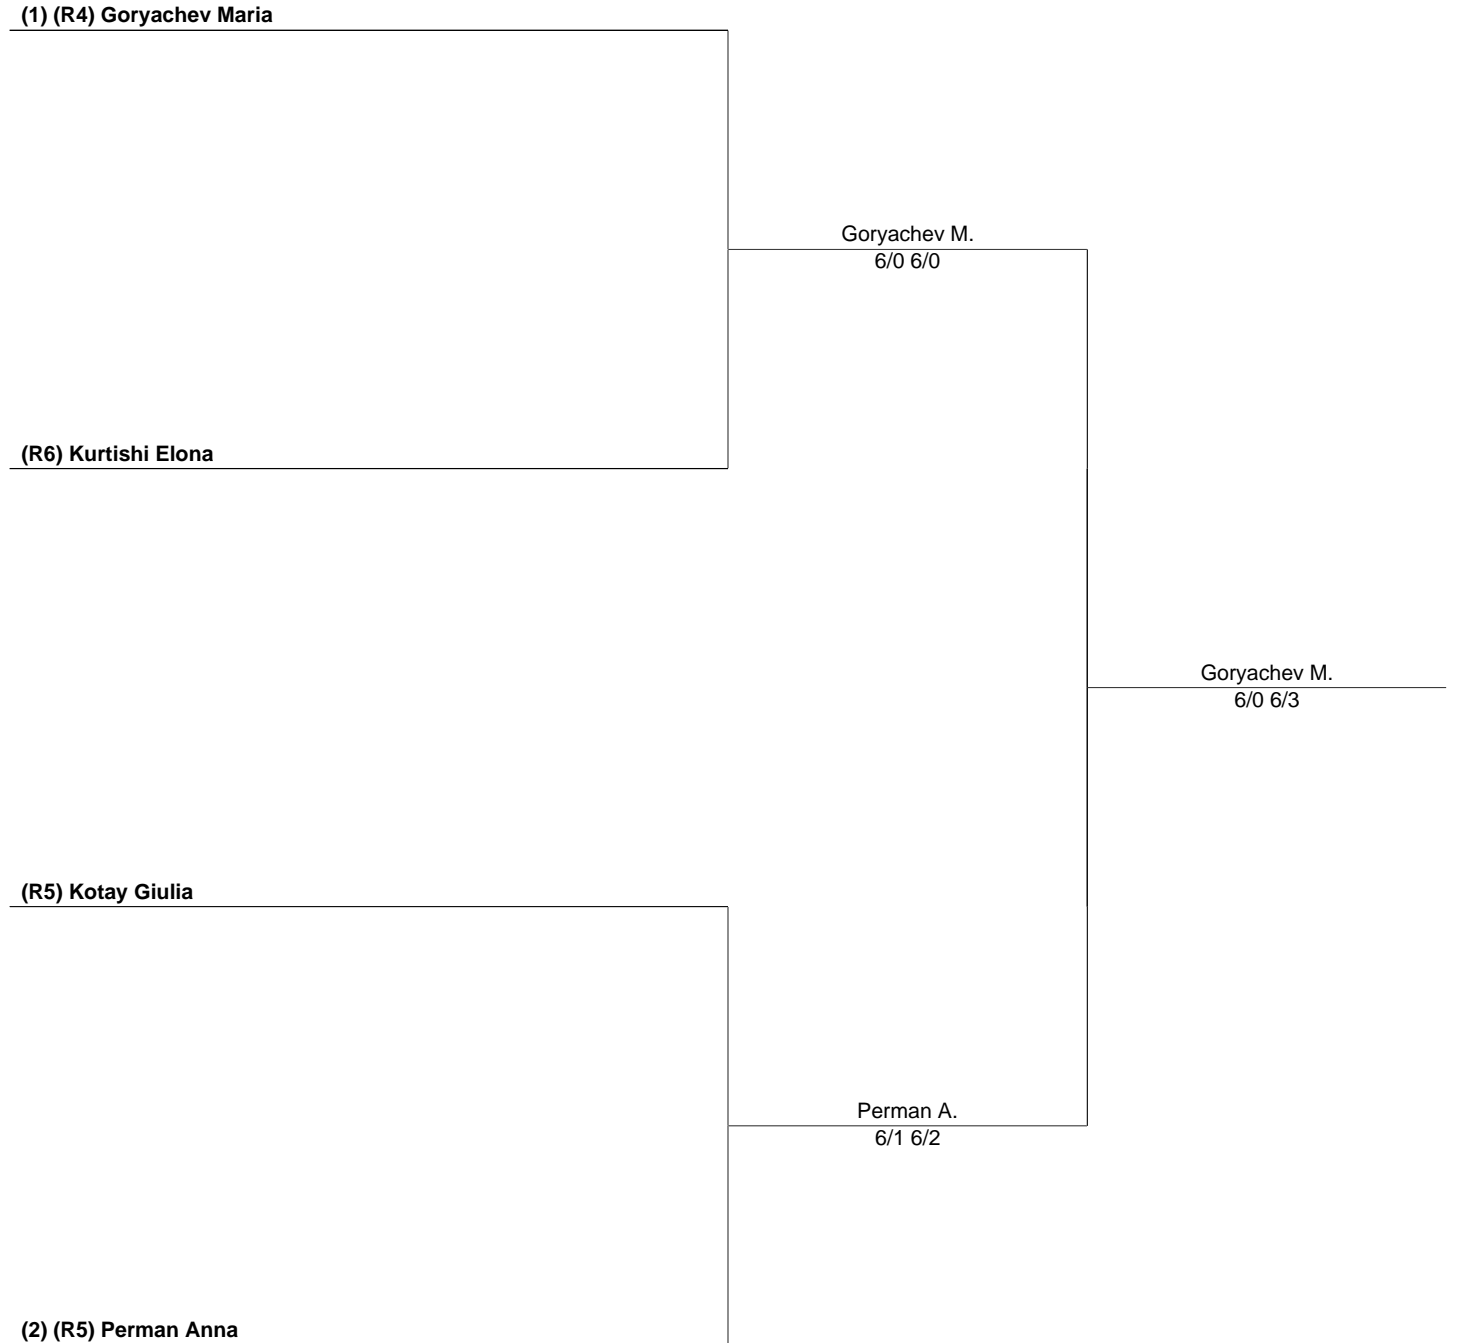 (1) (R4) Goryachev Maria
Goryachev M.
6/0 6/0
(R6) Kurtishi Elona
Goryachev M.
6/0 6/3
(R5) Kotay Giulia
Perman A.
6/1 6/2
(2) (R5) Perman Anna